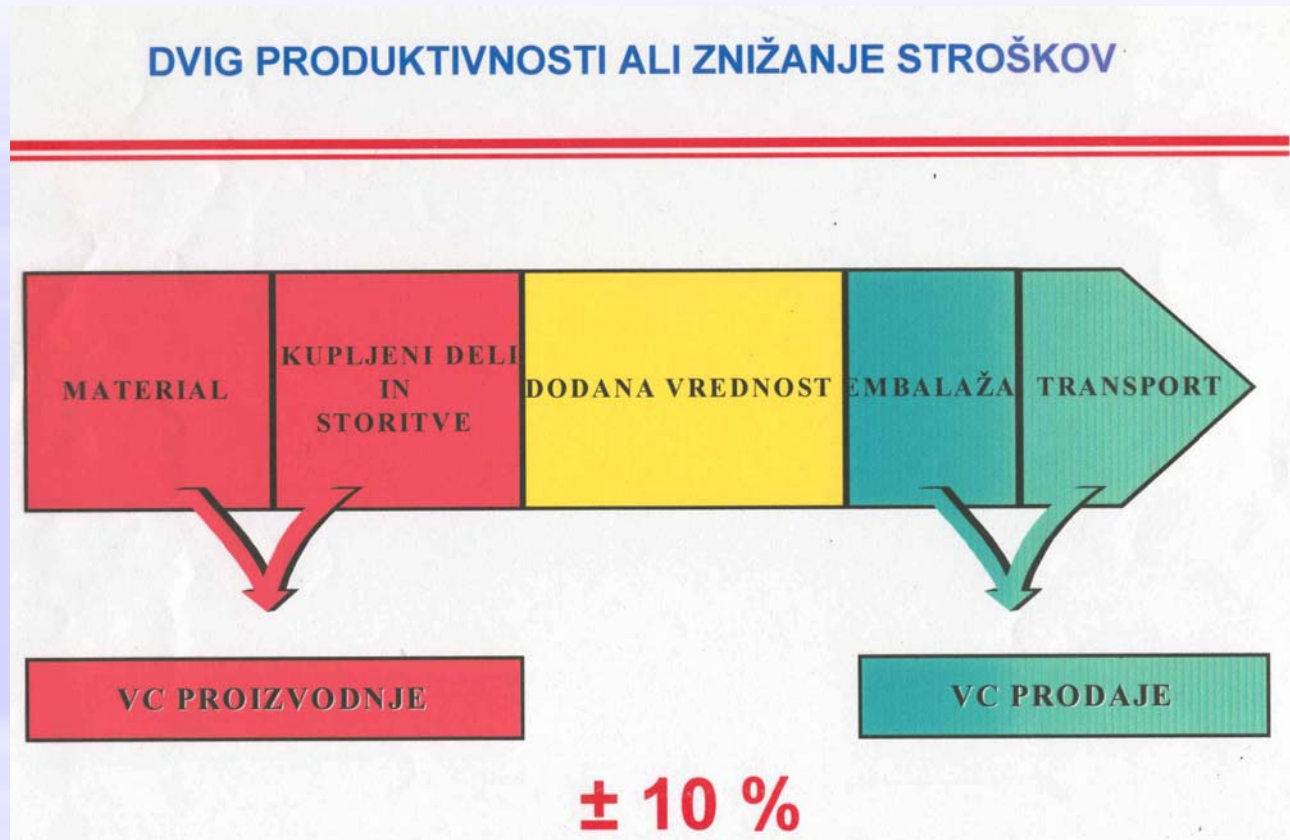 DVIG PRODUKTIVNOSTI ALI ZNIŽANJE STROŠKOV
MATERIAL
KUPLJENI DELI
IN
STORITVE
DODANA VREDNOST
EMBALAŽA
TRANSPORT
VC PROIZVODNJE
VC PRODAJE
± 10 %